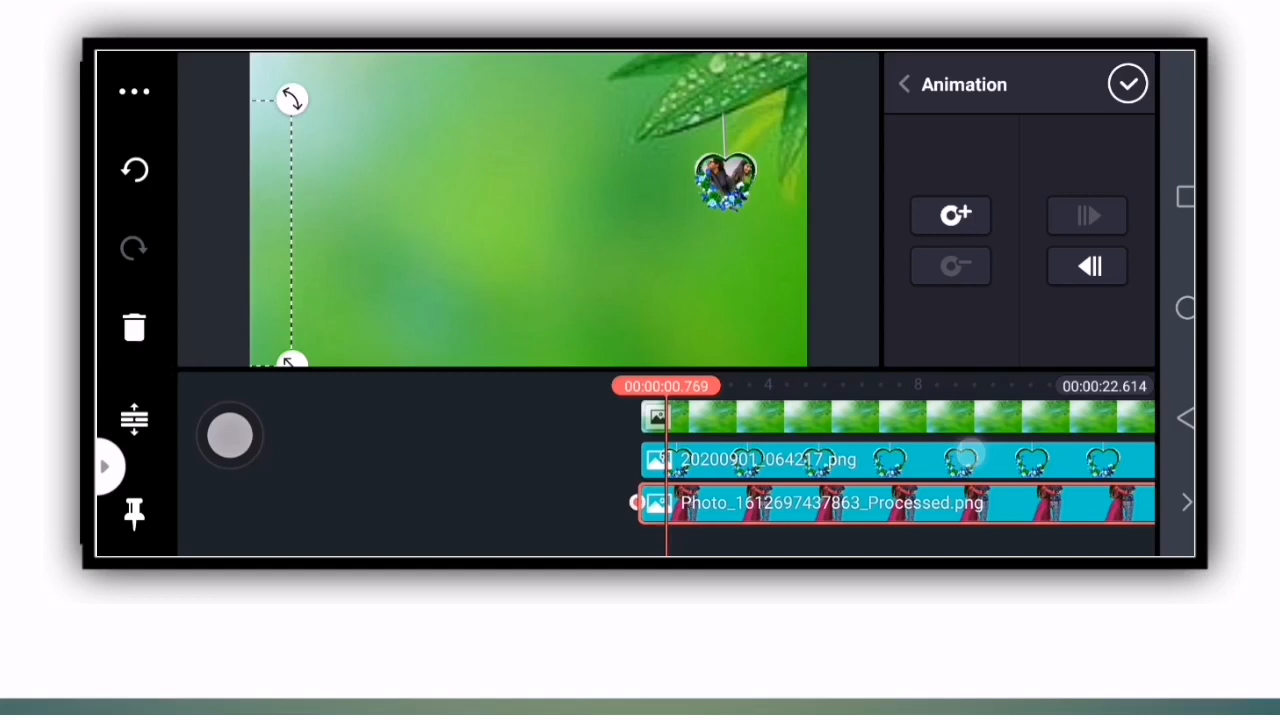 Animation
00:00:00.769
4
8
00:00:22.614
20200901_064217.png
Photo_1612697437863_Processed.png